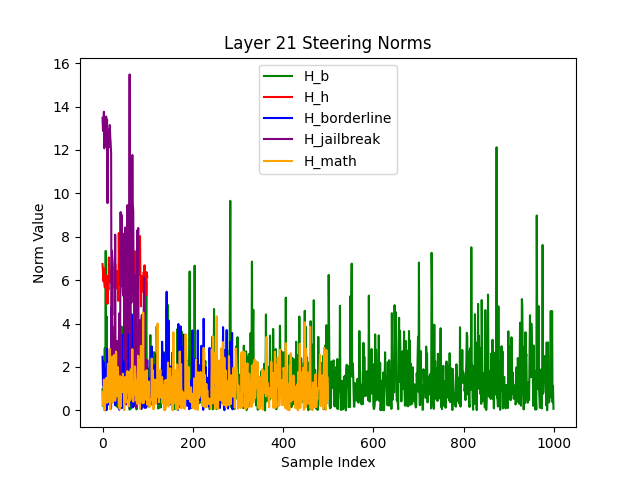 Layer 21 Steering Norms
16
14
12
10
8
6
4
2
0
Norm Value
H_b
H_h
H_borderline
H_jailbreak
H_math
0
200
400
600
800
1000
Sample Index